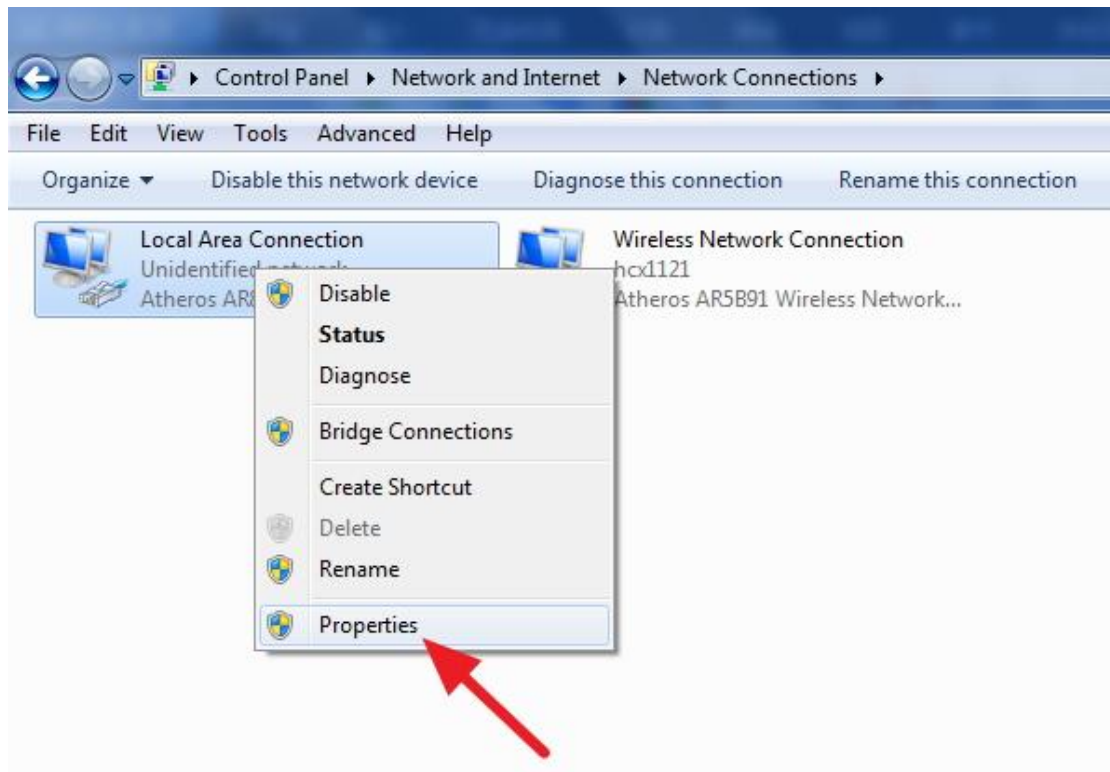 Control Panel Network and Internet Network Connections
File Edit View Tools Advanced Help
Organize Disable this network device Diagnose this connection Rename this connection
Local Area Connection
Unidentified
Atheros
Wireless Network Connection
hcx1121
Atheros AR5B91 Wireless Network...
Disable
Status
Diagnose
Bridge Connections
Create Shortcut
Delete
Rename
Properties